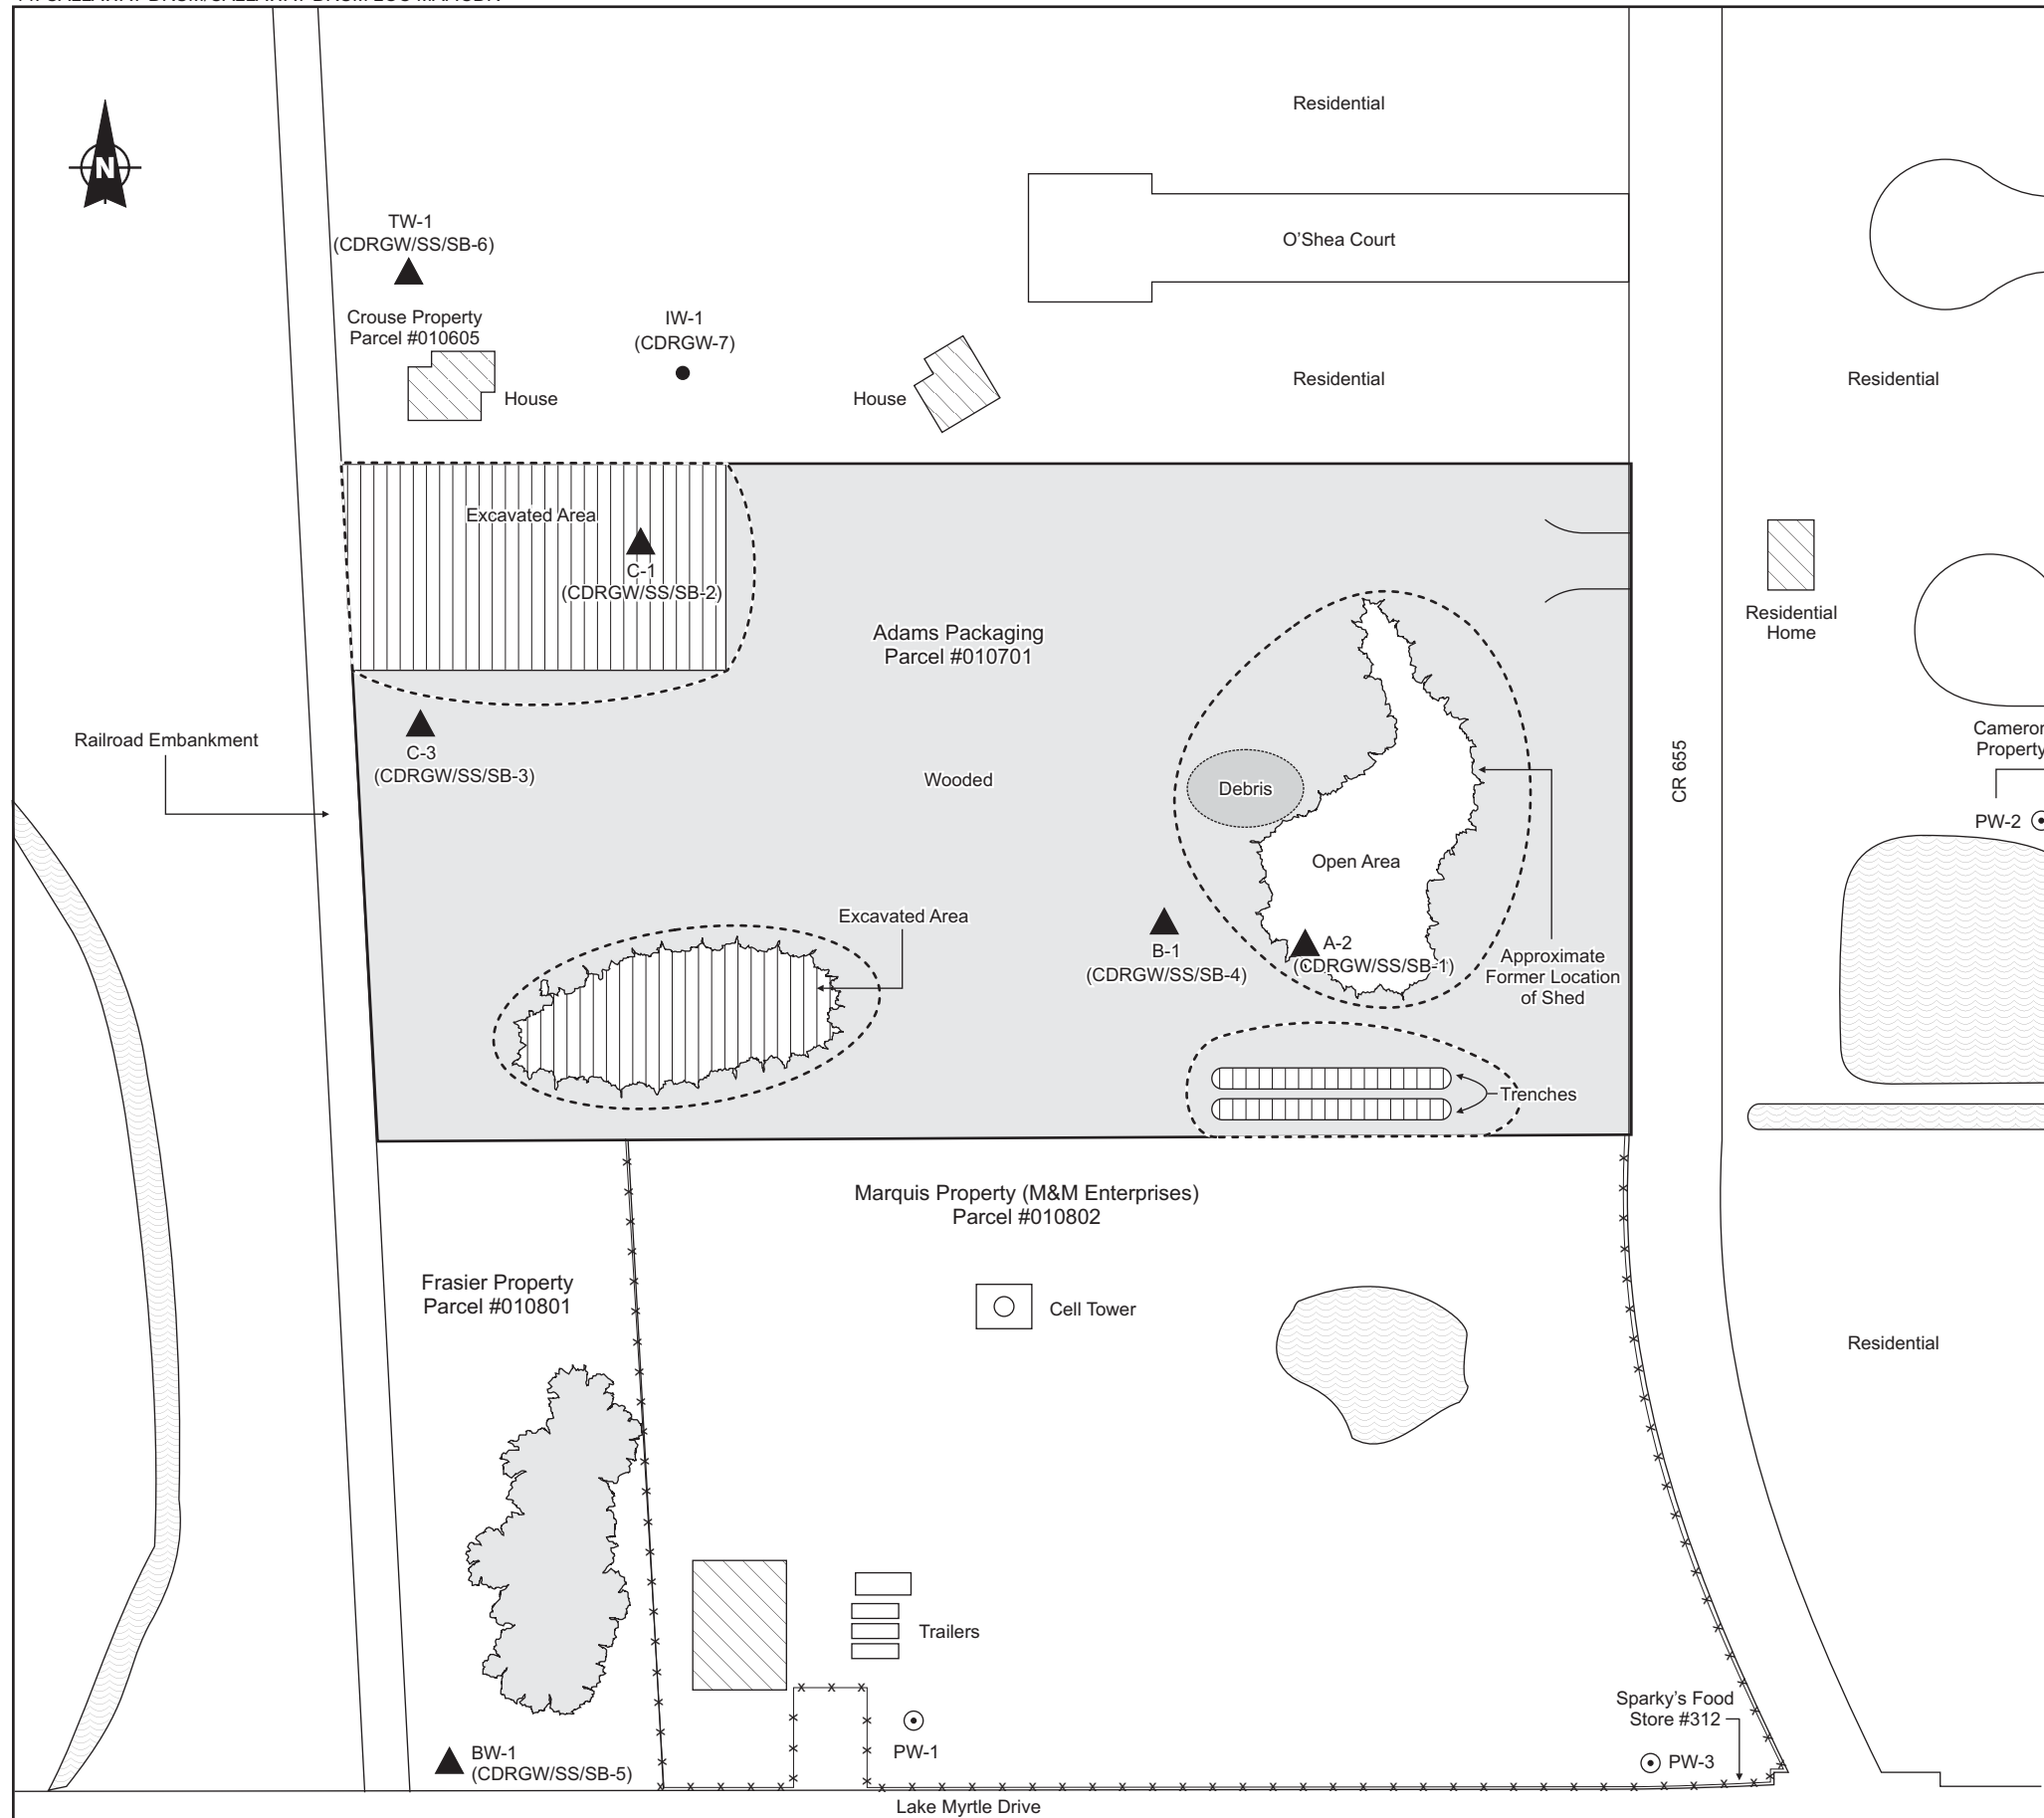 Residential
N
TW-1
(CDRGW/SS/SB-6)
O'Shea Court
Crouse Property
Parcel #010605
IW-1
(CDRGW-7)
House
House
Residential
Residential
Excavated Area
C-1
(CDRGW/SS/SB-2)
Adams Packaging
Parcel #010701
Residential
Home
Railroad Embankment
C-3
(CDRGW/SS/SB-3)
Wooded
Debris
CR 655
Cameron
Property
PW-2
Open Area
Excavated Area
B-1
(CDRGW/SS/SB-4)
A-2
(CDRGW/SS/SB-1)
Approximate
Former Location
of Shed
Trenches
Marquis Property (M&M Enterprises)
Parcel #010802
Frasier Property
Parcel #010801
Cell Tower
Residential
Trailers
Sparky's Food
Store #312
PW-1
PW-3
BW-1
(CDRGW/SS/SB-5)
Lake Myrtle Drive